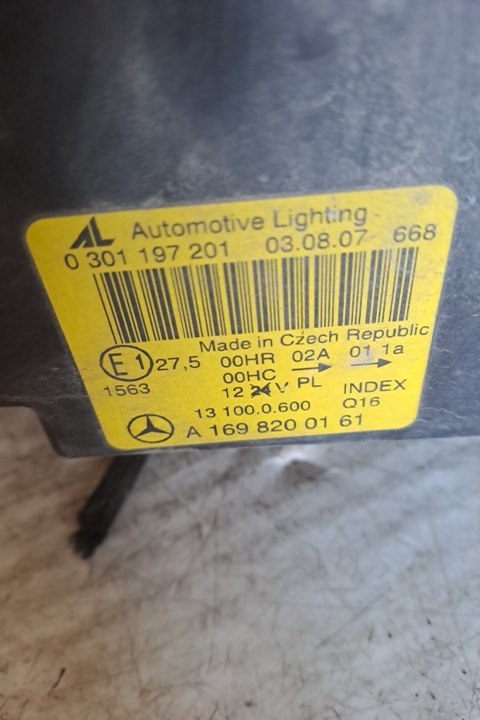 AL Automotive Lighting
0 301 197 201 03.08.07 668
Made in Czech Republic
E1 27,5 00HR 02A 01 1a
1563 00HC → → PL
12 24 V INDEX
13 100.0.600 Q16
A 169 820 01 61